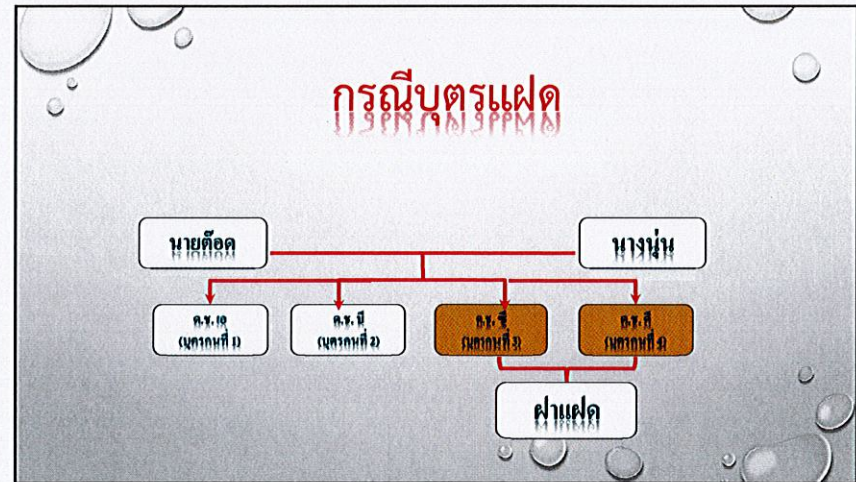 กรณีบุตรแฝด
นายต๊อด
นางนุ่น
ด.ช. เอ
(บุตรคนที่ 1)
ด.ช. บี
(บุตรคนที่ 2)
ด.ช. ซี
(บุตรคนที่ 3)
ด.ช. ดี
(บุตรคนที่ 4)
ฝาแฝด